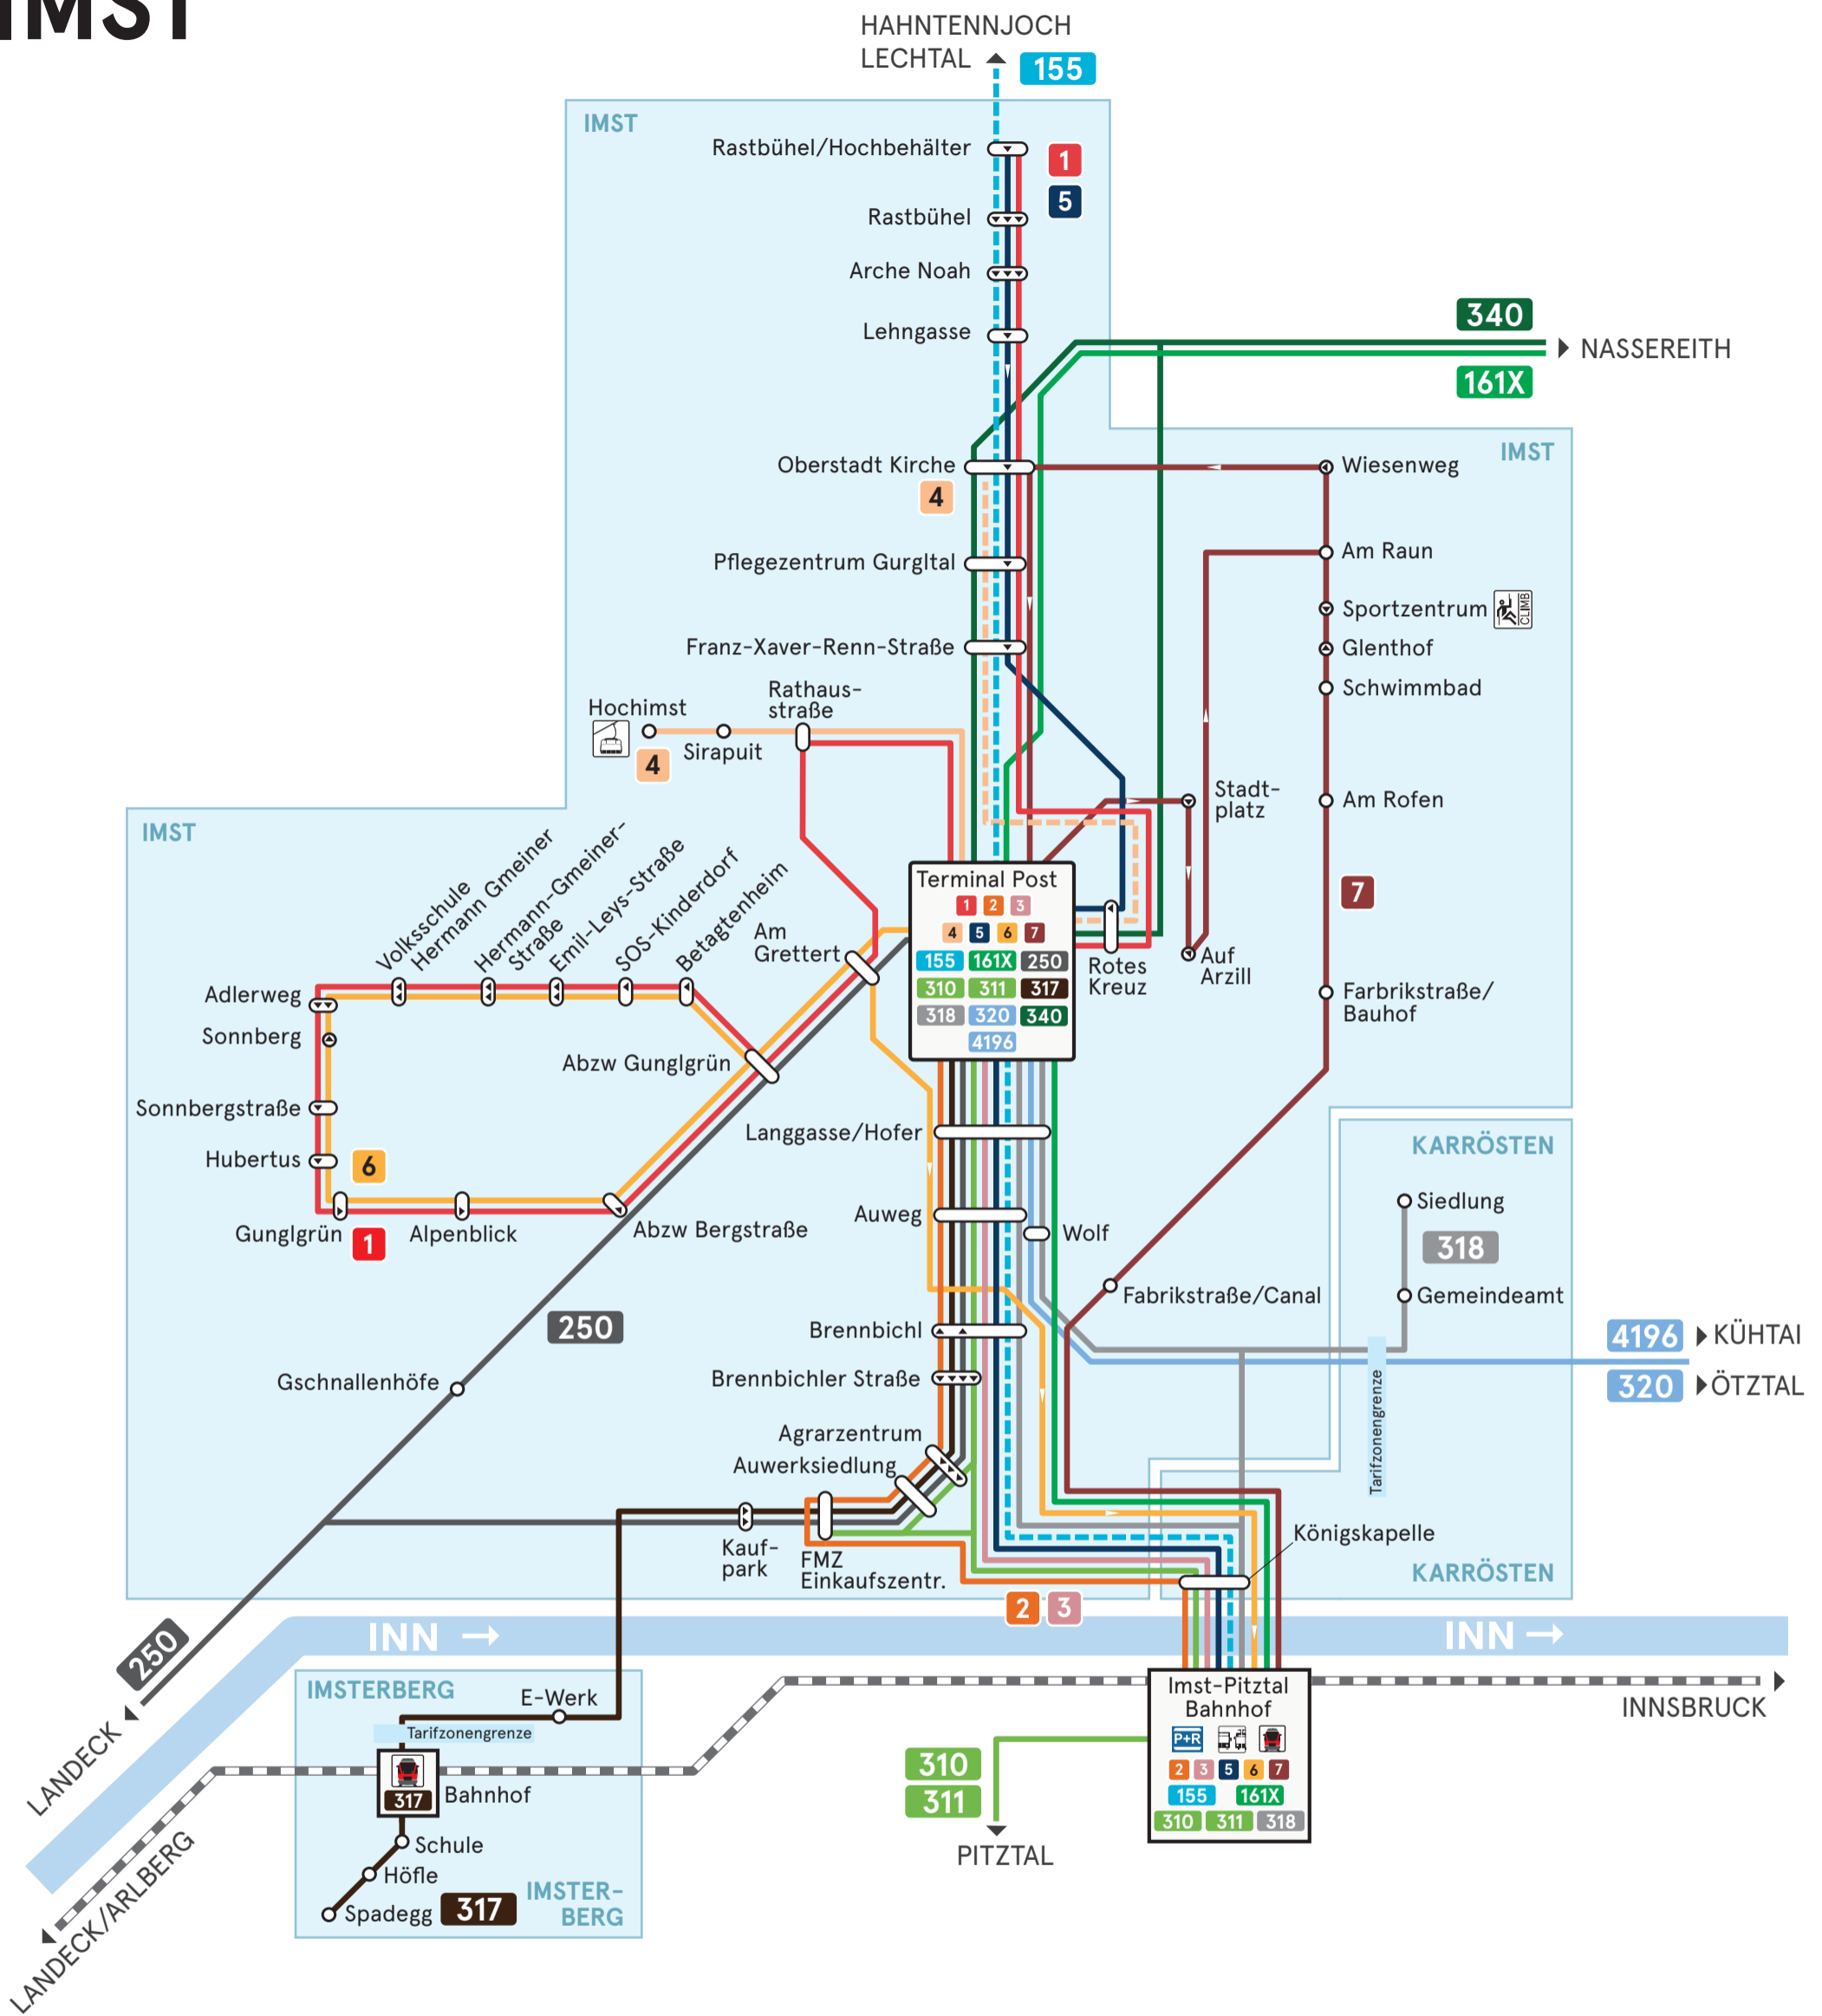 IMST
HAHNTENNJOCH
LECHTAL
155
IMST
Rastbühel/Hochbehälter
1
5
Rastbühel
Arche Noah
Lehngasse
340
NASSEREITH
161X
IMST
Oberstadt Kirche
4
Wiesenweg
Pflegezentrum Gurgltal
Am Raun
Sportzentrum
CLIMB
Franz-Xaver-Renn-Straße
Glenthof
Schwimmbad
Rathaus-
straße
Hochimst
Sirapuit
4
Stadt-
platz
Am Rofen
IMST
Volksschule
Hermann Gmeiner
Hermann-Gmeiner-
Straße
Emil-Leys-Straße
SOS-Kinderdorf
Betagtenheim
Am
Grettert
Terminal Post
1 2 3
4 5 6 7
155 161X 250
310 311 317
318 320 340
4196
7
Rotes
Kreuz
Auf
Arzill
Adlerweg
Farbrikstraße/
Bauhof
Sonnberg
Abzw Gunglgrün
Sonnbergstraße
Langgasse/Hofer
KARRÖSTEN
Hubertus
6
Siedlung
Gunglgrün
1
Alpenblick
Abzw Bergstraße
Auweg
Wolf
318
Fabrikstraße/Canal
Gemeindeamt
250
Brennbichl
4196
KÜHTAI
Gschnallenhöfe
Brennbichler Straße
320
ÖTZTAL
Tarifzonengrenze
Agrarzentrum
Auwerksiedlung
Königskapelle
Kauf-
park
FMZ
Einkaufszentr.
KARRÖSTEN
2 3
250
INN →
INN →
LANDECK
IMSTERBERG
E-Werk
Tarifzonengrenze
317
Bahnhof
Imst-Pitztal
Bahnhof
P+R
2 3 5 6 7
155 161X
310 311 318
INNSBRUCK
310
311
PITZTAL
Schule
Höfle
Spadegg
317
IMSTER-
BERG
LANDECK/ARLBERG